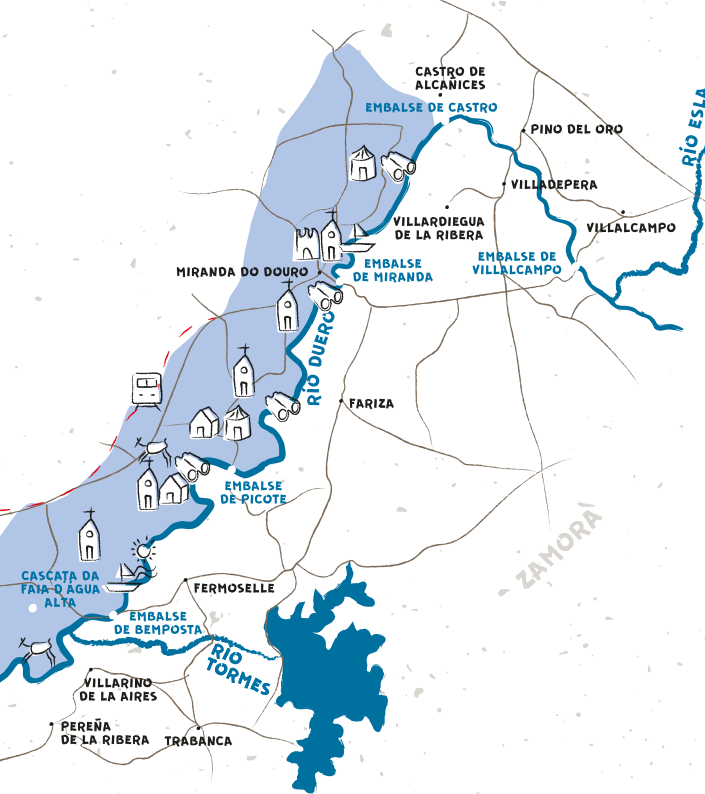 CASTRO DE
ALCAÑICES
EMBALSE DE CASTRO
PINO DEL ORO
RÍO ESLA
VILLADEPERA
VILLARDIEGUA
DE LA RIBERA
VILLALCAMPO
EMBALSE DE
VILLALCAMPO
EMBALSE
DE MIRANDA
MIRANDA DO DOURO
RÍO DUERO
FARIZA
EMBALSE
DE PICOTE
ZAMORA
CASCATA DA
FAIA D'ÁGUA
ALTA
FERMOSELLE
EMBALSE
DE BEMPOSTA
RÍO
TORMES
VILLARINO
DE LA AIRES
PEREÑA
DE LA RIBERA
TRABANCA